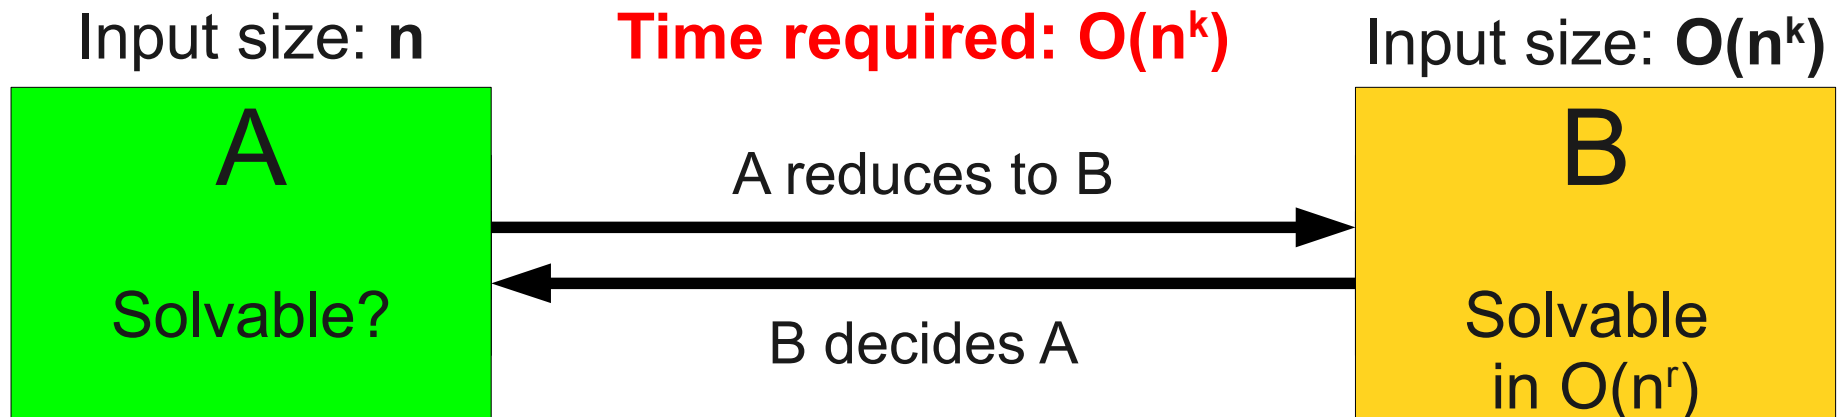 Input size: n
Time required: O(nᵏ)
Input size: O(nᵏ)
A
Solvable?
A reduces to B
B decides A
B
Solvable
in O(nʳ)